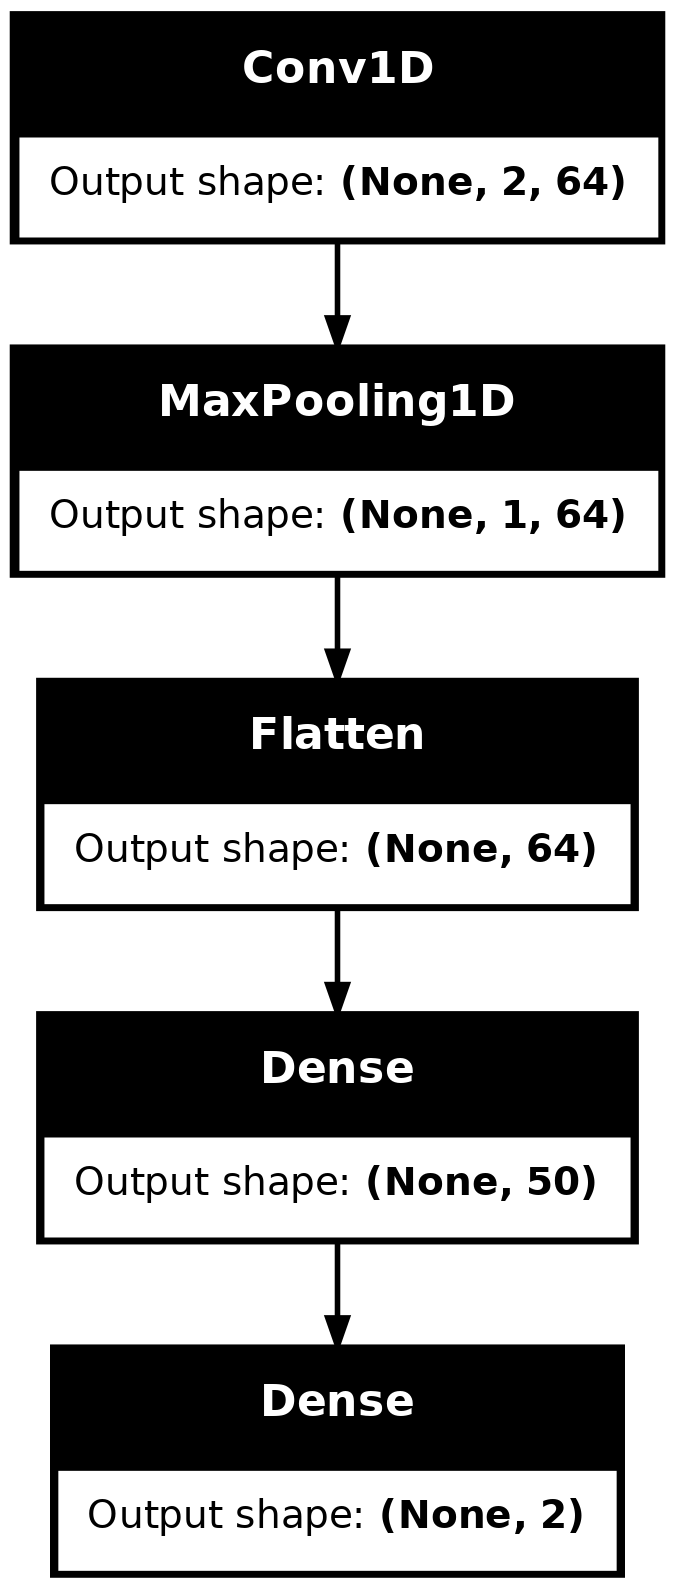 Conv1D
Output shape: (None, 2, 64)
MaxPooling1D
Output shape: (None, 1, 64)
Flatten
Output shape: (None, 64)
Dense
Output shape: (None, 50)
Dense
Output shape: (None, 2)